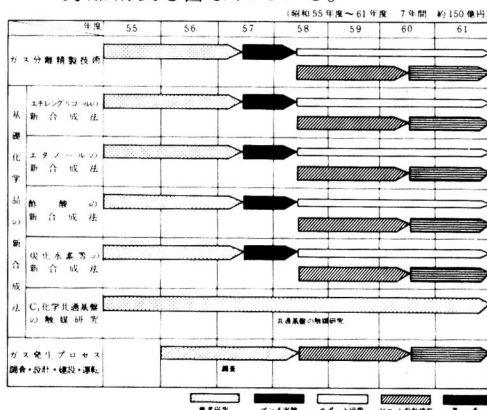 (昭和55年度〜61年度 7年間 約150億円)
年度 55 56 57 58 59 60 61
ガス分離精製技術
基礎化学品の新合成法
エチレングリコールの
新合成法
エタノールの
新合成法
酢酸の
新合成法
炭化水素等の
新合成法
C₁化学共通基盤
の触媒研究
共通基盤の触媒研究
ガス発生プロセス
調査・設計・建設・運転
調査